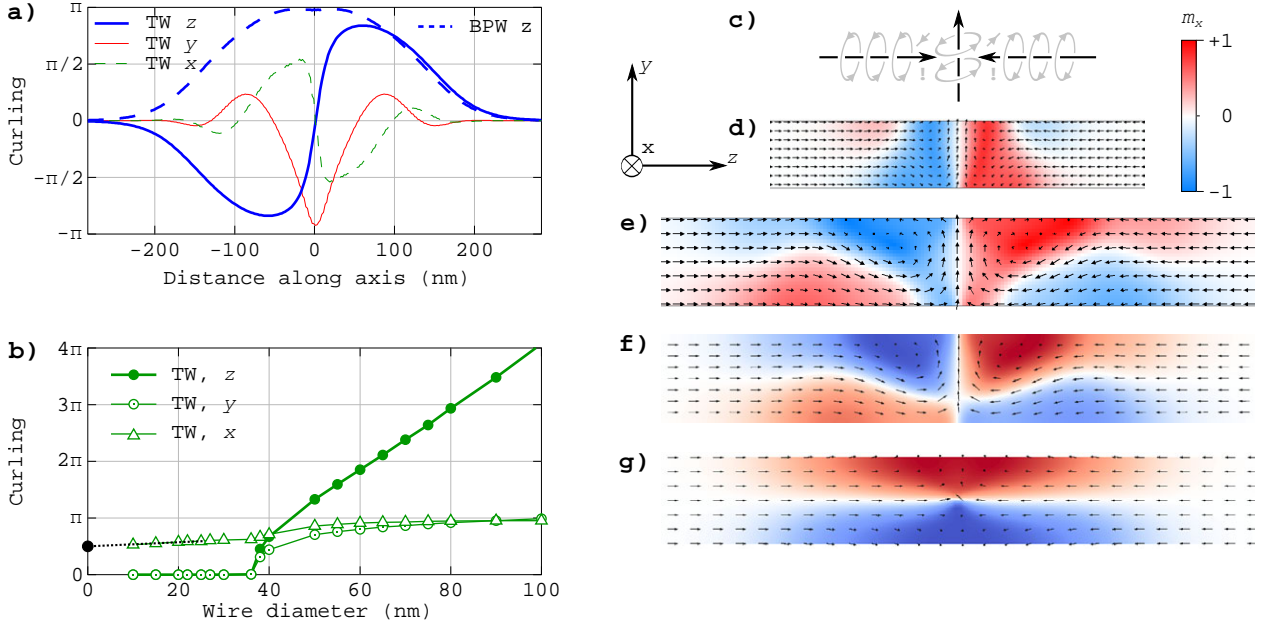 a)
π
π/2
0
-π/2
-π
Curling
TW z
TW y
TW x
BPW z
-200
-100
0
100
200
Distance along axis (nm)
b)
4π
3π
2π
π
0
Curling
TW, z
TW, y
TW, x
0
20
40
60
80
100
Wire diameter (nm)
c)
! !
y
x
z
mx
+1
0
-1
d)
e)
f)
g)